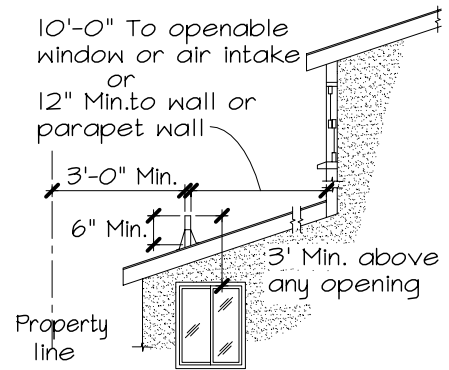 10'-0" To openable
window or air intake
or
12" Min.to wall or
parapet wall
3'-0" Min.
6" Min.
3' Min. above
any opening
Property
line